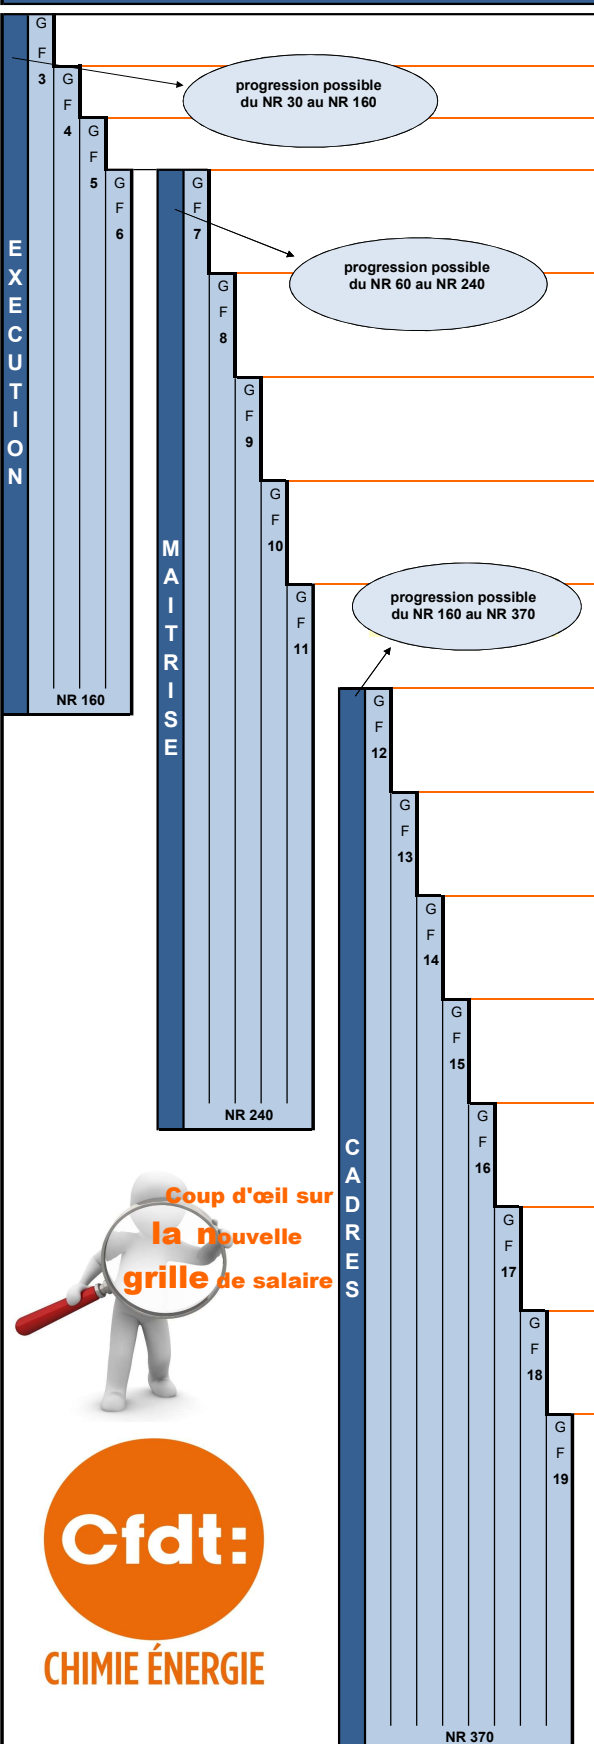 G
F
3
G
F
4
G
F
5
G
F
6
EXECUTION
NR 160
progression possible
du NR 30 au NR 160
G
F
7
G
F
8
G
F
9
G
F
10
G
F
11
MAITRISE
NR 240
progression possible
du NR 60 au NR 240
progression possible
du NR 160 au NR 370
G
F
12
G
F
13
G
F
14
G
F
15
G
F
16
G
F
17
G
F
18
G
F
19
CADRES
NR 370
Coup d'œil sur
la nouvelle
grille de salaire
Cfdt:
CHIMIE ÉNERGIE